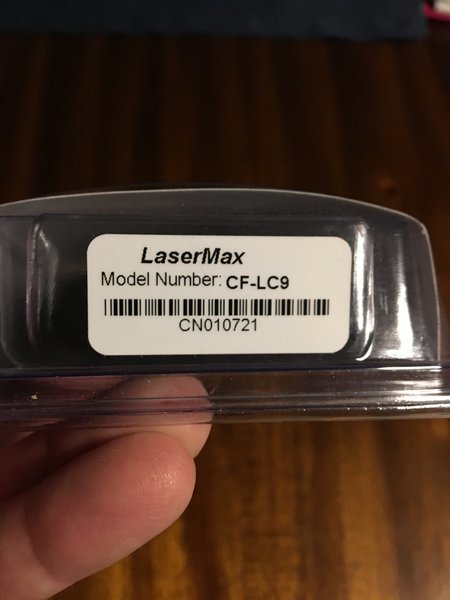 LaserMax
Model Number: CF-LC9
CN010721